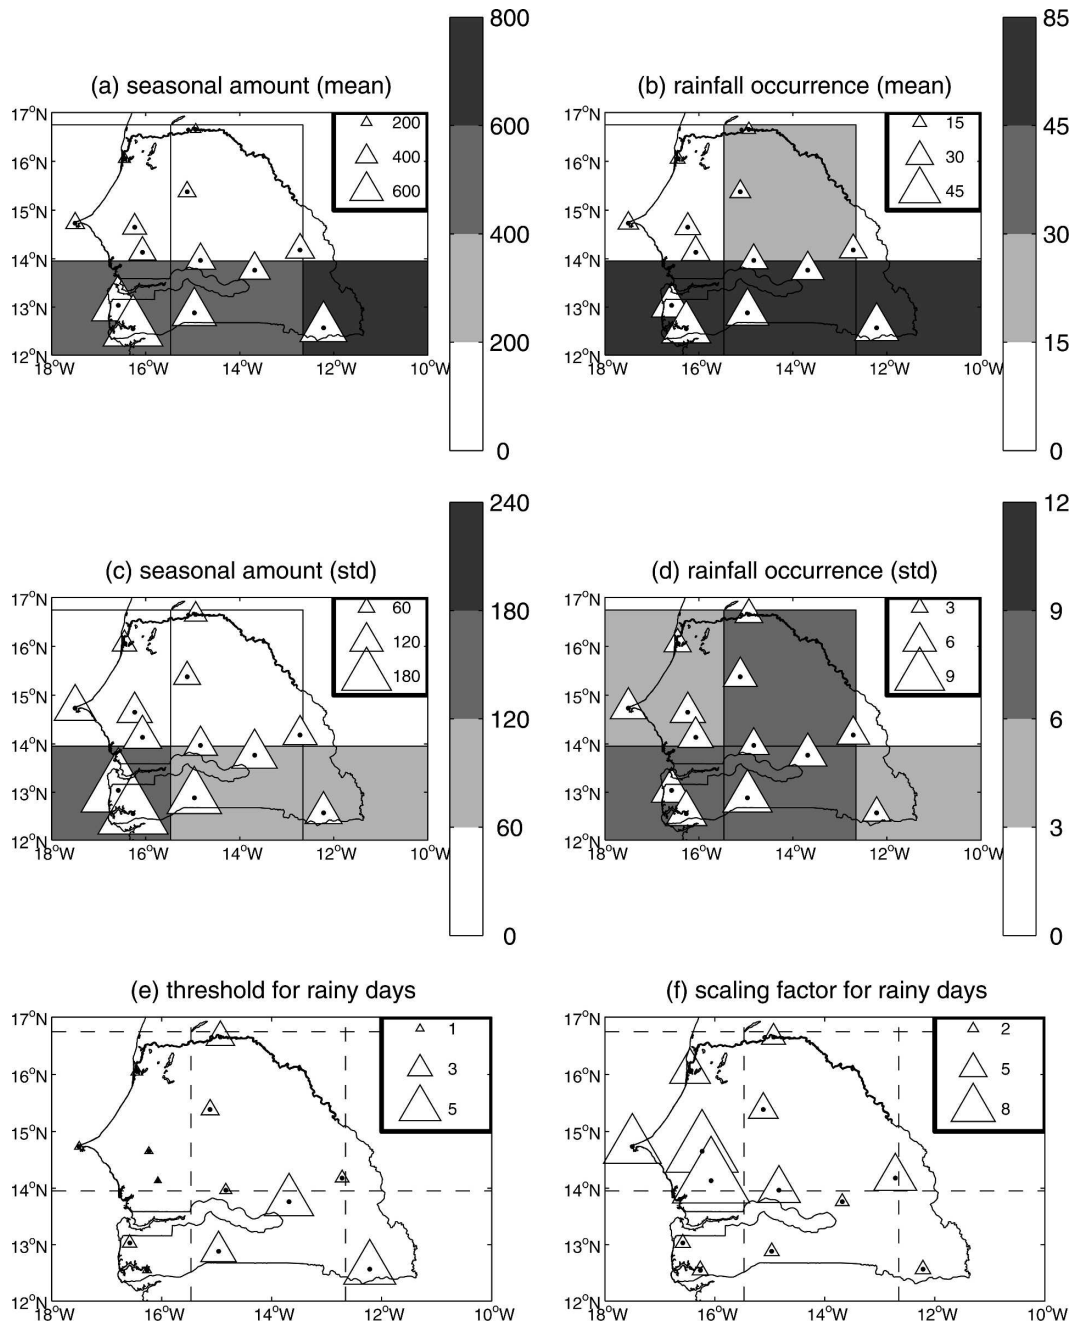 (a) seasonal amount (mean)
17°N
16°N
15°N
14°N
13°N
12°N
18°W
16°W
14°W
12°W
10°W
200
400
600
800
600
400
200
0
(b) rainfall occurrence (mean)
17°N
16°N
15°N
14°N
13°N
12°N
18°W
16°W
14°W
12°W
10°W
15
30
45
85
45
30
15
0
(c) seasonal amount (std)
17°N
16°N
15°N
14°N
13°N
12°N
18°W
16°W
14°W
12°W
10°W
60
120
180
240
180
120
60
0
(d) rainfall occurrence (std)
17°N
16°N
15°N
14°N
13°N
12°N
18°W
16°W
14°W
12°W
10°W
3
6
9
12
9
6
3
0
(e) threshold for rainy days
17°N
16°N
15°N
14°N
13°N
12°N
18°W
16°W
14°W
12°W
10°W
1
3
5
(f) scaling factor for rainy days
17°N
16°N
15°N
14°N
13°N
12°N
18°W
16°W
14°W
12°W
10°W
2
5
8